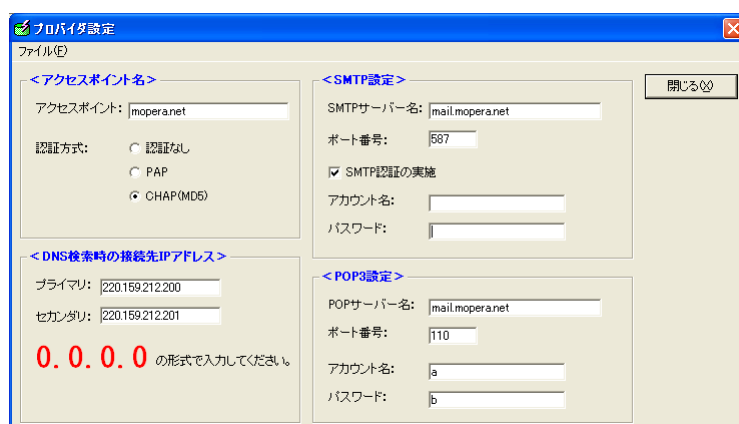 プロバイダ設定
ファイル(F)
<アクセスポイント名>
アクセスポイント: mopera.net
認証方式: 認証なし
PAP
CHAP(MD5)
<DNS検索時の接続先IPアドレス>
プライマリ: 220.159.212.200
セカンダリ: 220.159.212.201
0.0.0.0 の形式で入力してください。
<SMTP設定>
SMTPサーバー名: mail.mopera.net
ポート番号: 587
SMTP認証の実施
アカウント名:
パスワード:
<POP3設定>
POPサーバー名: mail.mopera.net
ポート番号: 110
アカウント名: a
パスワード: b
閉じる(X)